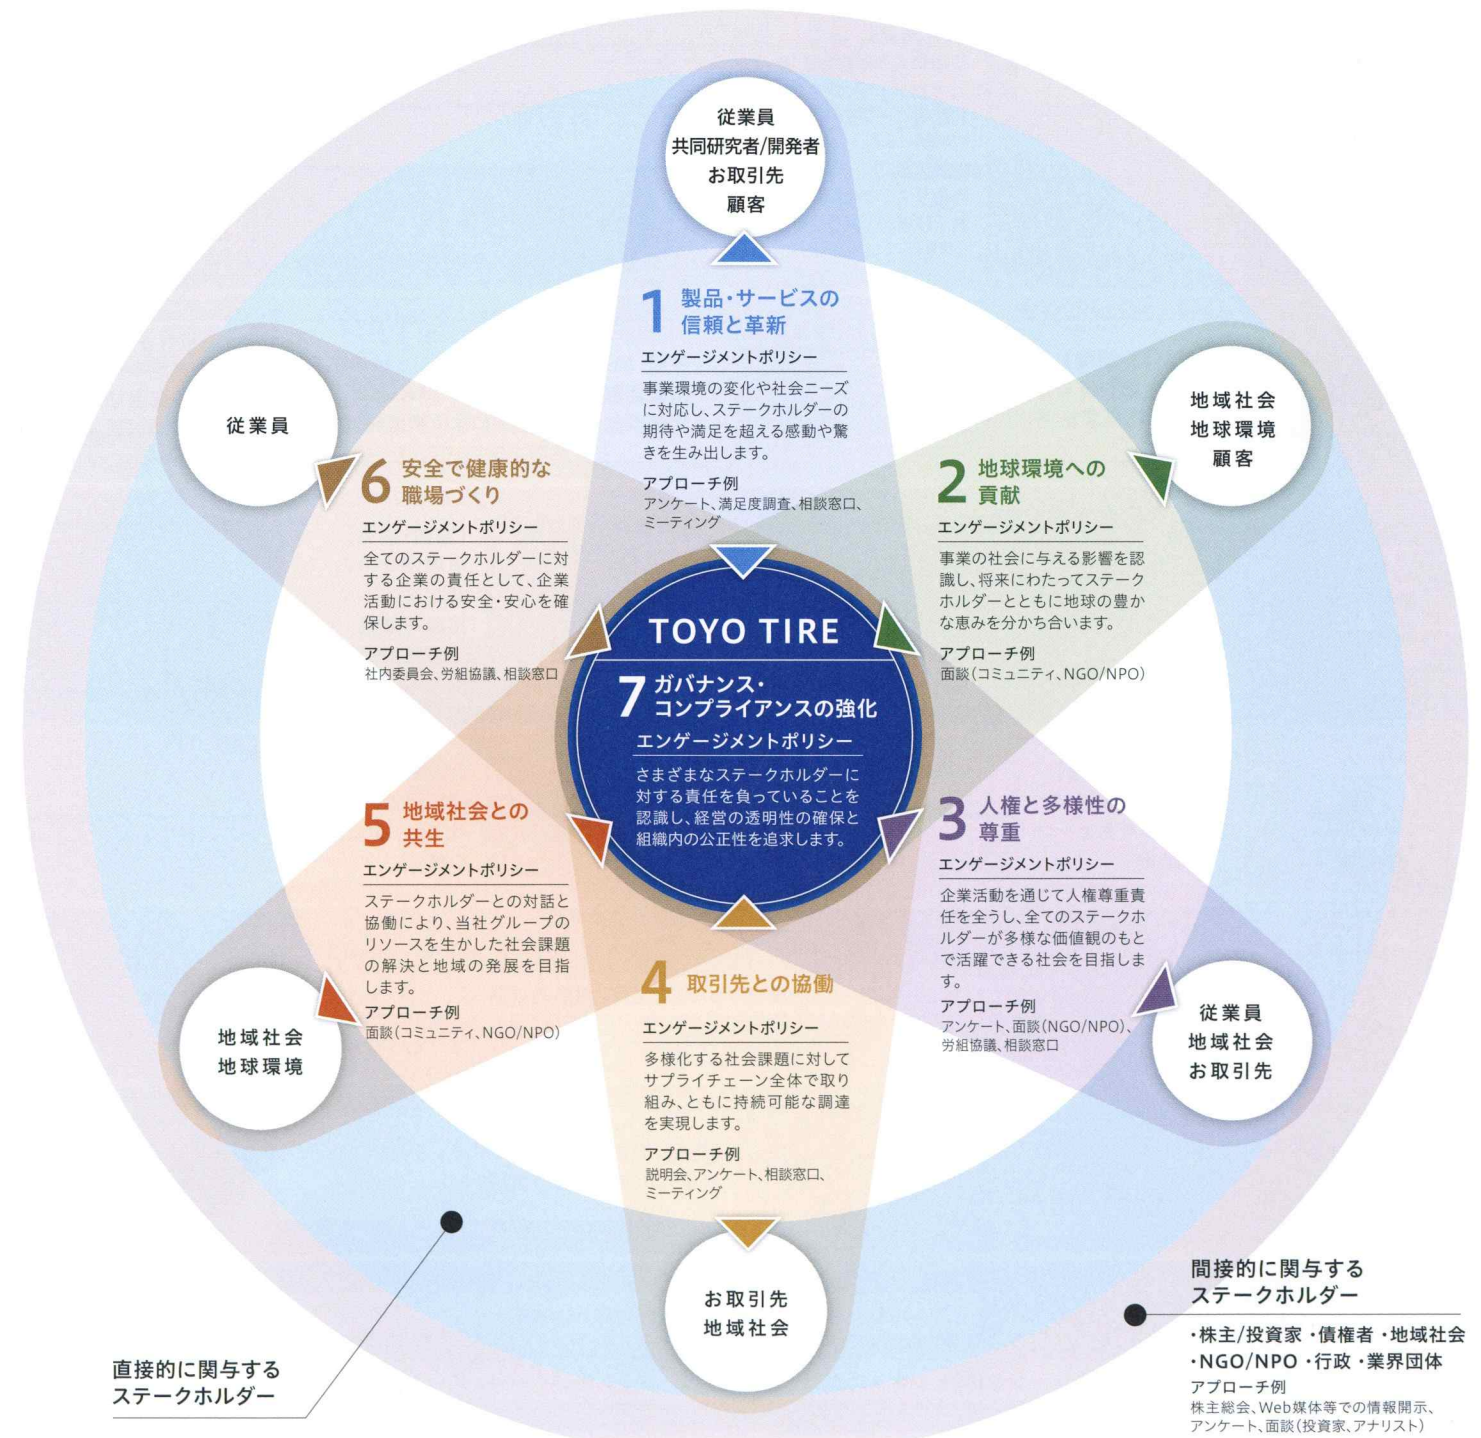 従業員
共同研究者/開発者
お取引先
顧客
1 製品・サービスの
信頼と革新
エンゲージメントポリシー
事業環境の変化や社会ニーズ
に対応し、ステークホルダーの
期待や満足を超える感動や驚
きを生み出します。
アプローチ例
アンケート、満足度調査、相談窓口、
ミーティング
地域社会
地球環境
顧客
2 地球環境への
貢献
エンゲージメントポリシー
事業の社会に与える影響を認
識し、将来にわたってステーク
ホルダーとともに地球の豊か
な恵みを分かち合います。
アプローチ例
面談(コミュニティ、NGO/NPO)
従業員
地域社会
お取引先
3 人権と多様性の
尊重
エンゲージメントポリシー
企業活動を通じて人権尊重責
任を全うし、全てのステークホ
ルダーが多様な価値観のもと
で活躍できる社会を目指しま
す。
アプローチ例
アンケート、面談(NGO/NPO)、
労組協議、相談窓口
4 取引先との協働
エンゲージメントポリシー
多様化する社会課題に対して
サプライチェーン全体で取り
組み、ともに持続可能な調達
を実現します。
アプローチ例
説明会、アンケート、相談窓口、
ミーティング
お取引先
地域社会
5 地域社会との
共生
エンゲージメントポリシー
ステークホルダーとの対話と
協働により、当社グループの
リソースを生かした社会課題
の解決と地域の発展を目指
します。
アプローチ例
面談(コミュニティ、NGO/NPO)
地域社会
地球環境
従業員
6 安全で健康的な
職場づくり
エンゲージメントポリシー
全てのステークホルダーに対
する企業の責任として、企業
活動における安全・安心を確
保します。
アプローチ例
社内委員会、労組協議、相談窓口
TOYO TIRE
7 ガバナンス・
コンプライアンスの強化
エンゲージメントポリシー
さまざまなステークホルダーに
対する責任を負っていることを
認識し、経営の透明性の確保と
組織内の公正性を追求します。
直接的に関与する
ステークホルダー
間接的に関与する
ステークホルダー
・株主/投資家 ・債権者 ・地域社会
・NGO/NPO ・行政 ・業界団体
アプローチ例
株主総会、Web媒体等での情報開示、
アンケート、面談(投資家、アナリスト)